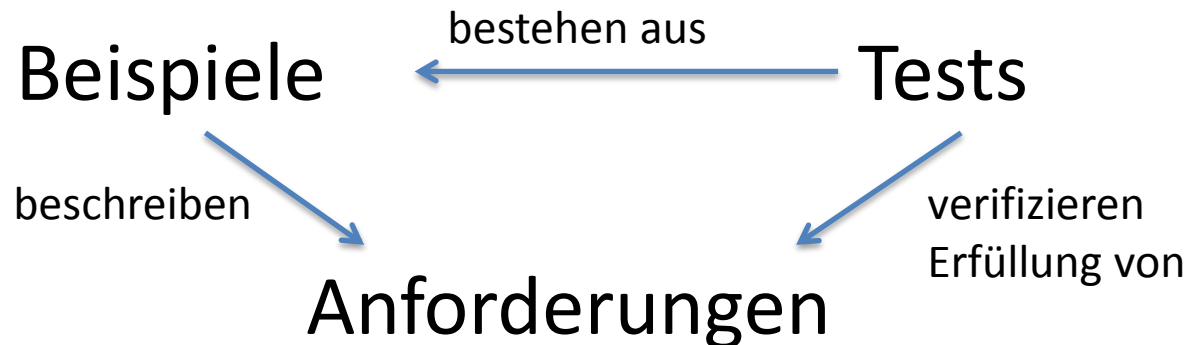 bestehen aus
Beispiele
Tests
beschreiben
verifizieren
Erfüllung von
Anforderungen